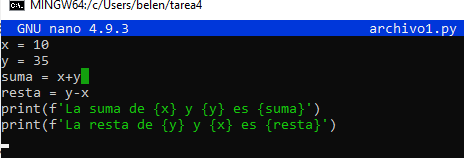 MINGW64:/c/Users/belen/tarea4
GNU nano 4.9.3 archivo1.py
x = 10
y = 35
suma = x+y
resta = y-x
print(f'La suma de {x} y {y} es {suma}')
print(f'La resta de {y} y {x} es {resta}')